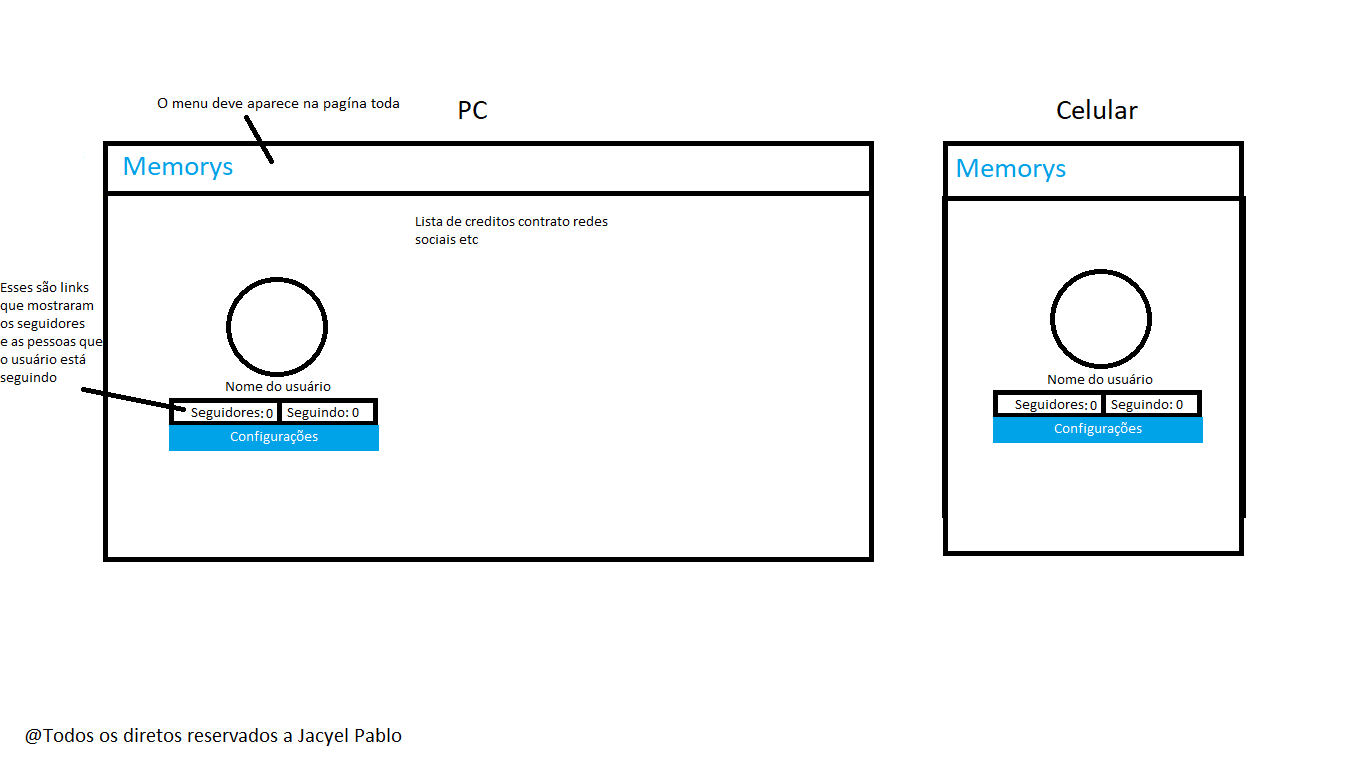 O menu deve aparece na pagína toda
PC
Celular
Memorys
Memorys
Lista de creditos contrato redes
sociais etc
Esses são links
que mostraram
os seguidores
e as pessoas que
o usuário está
seguindo
Nome do usuário
Seguidores: 0
Seguindo: 0
Configurações
Nome do usuário
Seguidores: 0
Seguindo: 0
Configurações
@Todos os diretos reservados a Jacyel Pablo